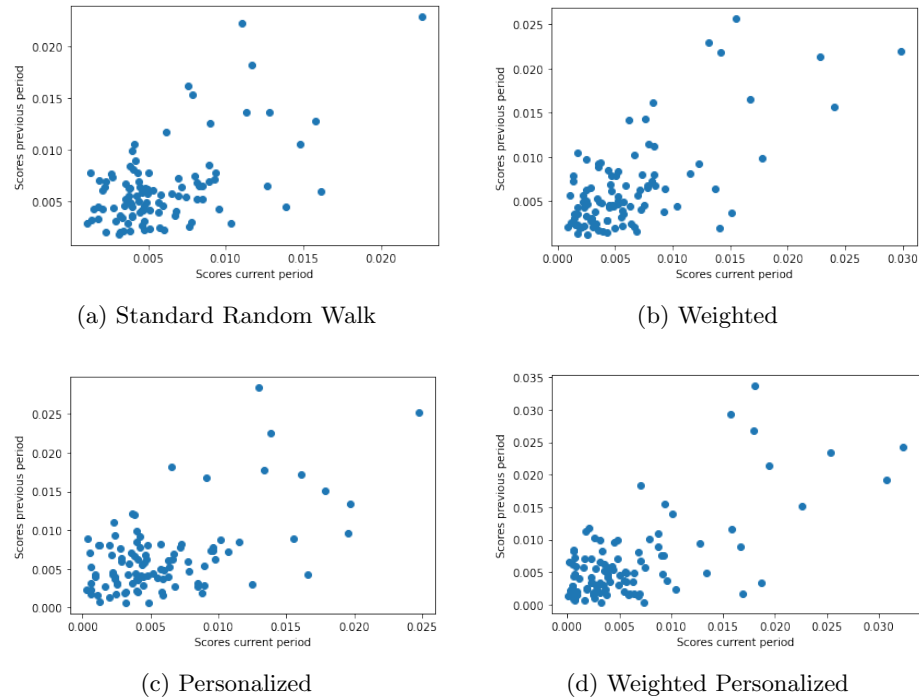 0.020
0.015
0.010
0.005
Scores previous period
0.005 0.010 0.015 0.020
Scores current period
(a) Standard Random Walk
0.025
0.020
0.015
0.010
0.005
0.000
Scores previous period
0.000 0.005 0.010 0.015 0.020 0.025 0.030
Scores current period
(b) Weighted
0.025
0.020
0.015
0.010
0.005
0.000
Scores previous period
0.000 0.005 0.010 0.015 0.020 0.025
Scores current period
(c) Personalized
0.035
0.030
0.025
0.020
0.015
0.010
0.005
0.000
Scores previous period
0.000 0.005 0.010 0.015 0.020 0.025 0.030
Scores current period
(d) Weighted Personalized